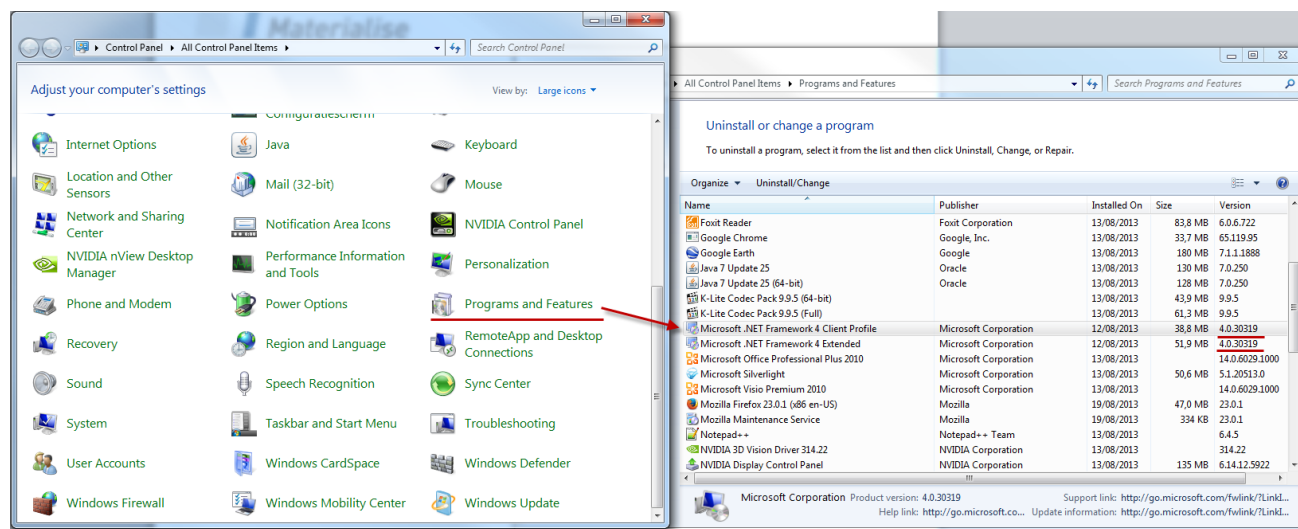 Materialise
Control Panel ▸ All Control Panel Items ▸
Search Control Panel
Adjust your computer's settings
View by: Large icons
Configuratiescherm
Internet Options
Java
Keyboard
Location and Other
Sensors
Mail (32-bit)
Mouse
Network and Sharing
Center
Notification Area Icons
NVIDIA Control Panel
NVIDIA nView Desktop
Manager
Performance Information
and Tools
Personalization
Phone and Modem
Power Options
Programs and Features
Recovery
Region and Language
RemoteApp and Desktop
Connections
Sound
Speech Recognition
Sync Center
System
Taskbar and Start Menu
Troubleshooting
User Accounts
Windows CardSpace
Windows Defender
Windows Firewall
Windows Mobility Center
Windows Update
All Control Panel Items ▸ Programs and Features
Search Programs and Features
Uninstall or change a program
To uninstall a program, select it from the list and then click Uninstall, Change, or Repair.
Organize Uninstall/Change
Name Publisher Installed On Size Version
Foxit Reader Foxit Corporation 13/08/2013 83,8 MB 6.0.6.722
Google Chrome Google, Inc. 13/08/2013 33,7 MB 65.119.95
Google Earth Google 13/08/2013 180 MB 7.1.1.1888
Java 7 Update 25 Oracle 13/08/2013 130 MB 7.0.250
Java 7 Update 25 (64-bit) Oracle 13/08/2013 128 MB 7.0.250
K-Lite Codec Pack 9.9.5 (64-bit) 13/08/2013 43,9 MB 9.9.5
K-Lite Codec Pack 9.9.5 (Full) 13/08/2013 61,3 MB 9.9.5
Microsoft .NET Framework 4 Client Profile Microsoft Corporation 12/08/2013 38,8 MB 4.0.30319
Microsoft .NET Framework 4 Extended Microsoft Corporation 12/08/2013 51,9 MB 4.0.30319
Microsoft Office Professional Plus 2010 Microsoft Corporation 13/08/2013 14.0.6029.1000
Microsoft Silverlight Microsoft Corporation 13/08/2013 50,6 MB 5.1.20513.0
Microsoft Visio Premium 2010 Microsoft Corporation 13/08/2013 14.0.6029.1000
Mozilla Firefox 23.0.1 (x86 en-US) Mozilla 19/08/2013 47,0 MB 23.0.1
Mozilla Maintenance Service Mozilla 19/08/2013 334 KB 23.0.1
Notepad++ Notepad++ Team 13/08/2013 6.4.5
NVIDIA 3D Vision Driver 314.22 NVIDIA Corporation 13/08/2013 314.22
NVIDIA Display Control Panel NVIDIA Corporation 13/08/2013 135 MB 6.14.12.5922
Microsoft Corporation Product version: 4.0.30319 Support link: http://go.microsoft.com/fwlink/?LinkI...
Help link: http://go.microsoft.co... Update information: http://go.microsoft.com/fwlink/?LinkI...